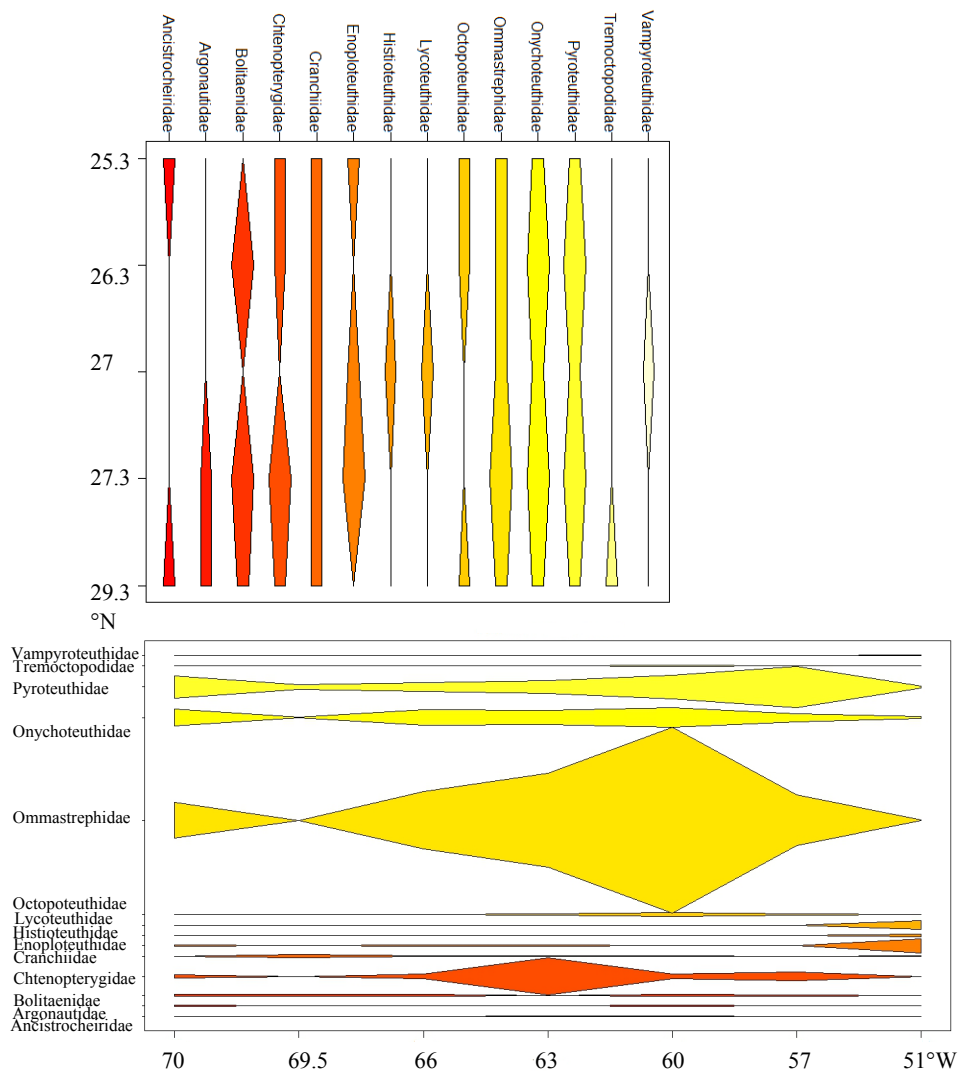 Ancistrocheiridae
Argonautidae
Bolitaenidae
Chtenopterygidae
Cranchiidae
Enoploteuthidae
Histioteuthidae
Lycoteuthidae
Octopoteuthidae
Ommastrephidae
Onychoteuthidae
Pyroteuthidae
Tremoctopodidae
Vampyroteuthidae
25.3
26.3
27
27.3
29.3
°N
Vampyroteuthidae
Tremoctopodidae
Pyroteuthidae
Onychoteuthidae
Ommastrephidae
Octopoteuthidae
Lycoteuthidae
Histioteuthidae
Enoploteuthidae
Cranchiidae
Chtenopterygidae
Bolitaenidae
Argonautidae
Ancistrocheiridae
70 69.5 66 63 60 57 51°W